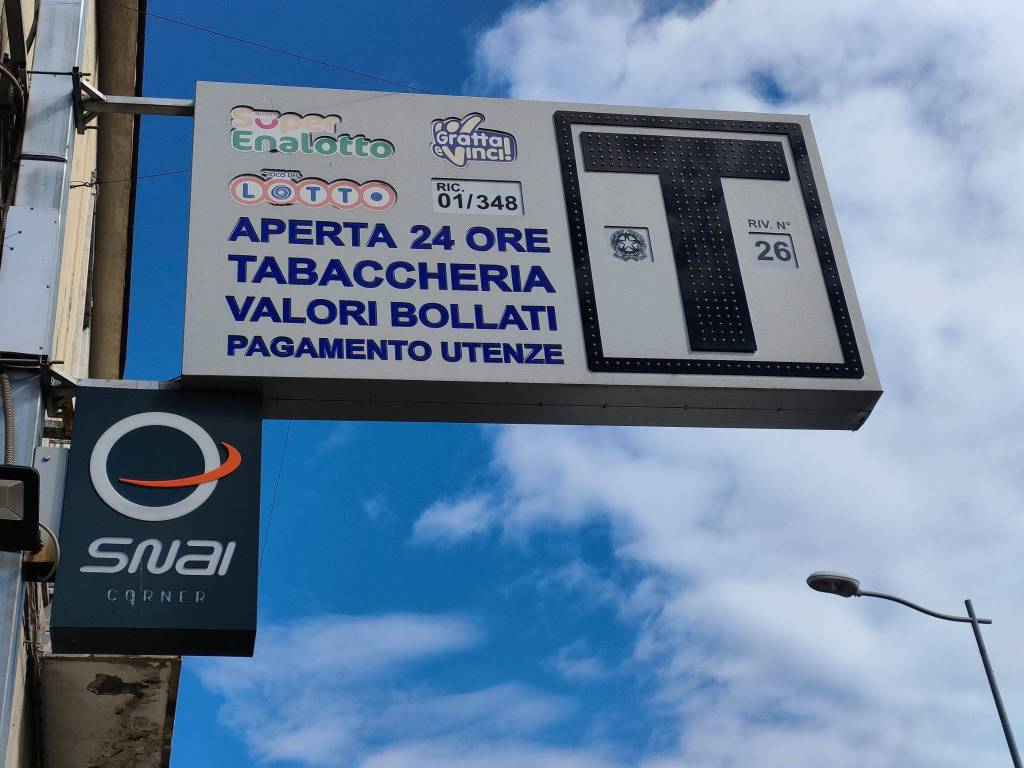 Super
EnaLotto
Gratta
e Vinci!
GIOCO DEL
LOTTO
RIC.
01/348
APERTA 24 ORE
TABACCHERIA
VALORI BOLLATI
PAGAMENTO UTENZE
T
RIV. N°
26
SNAI
CORNER